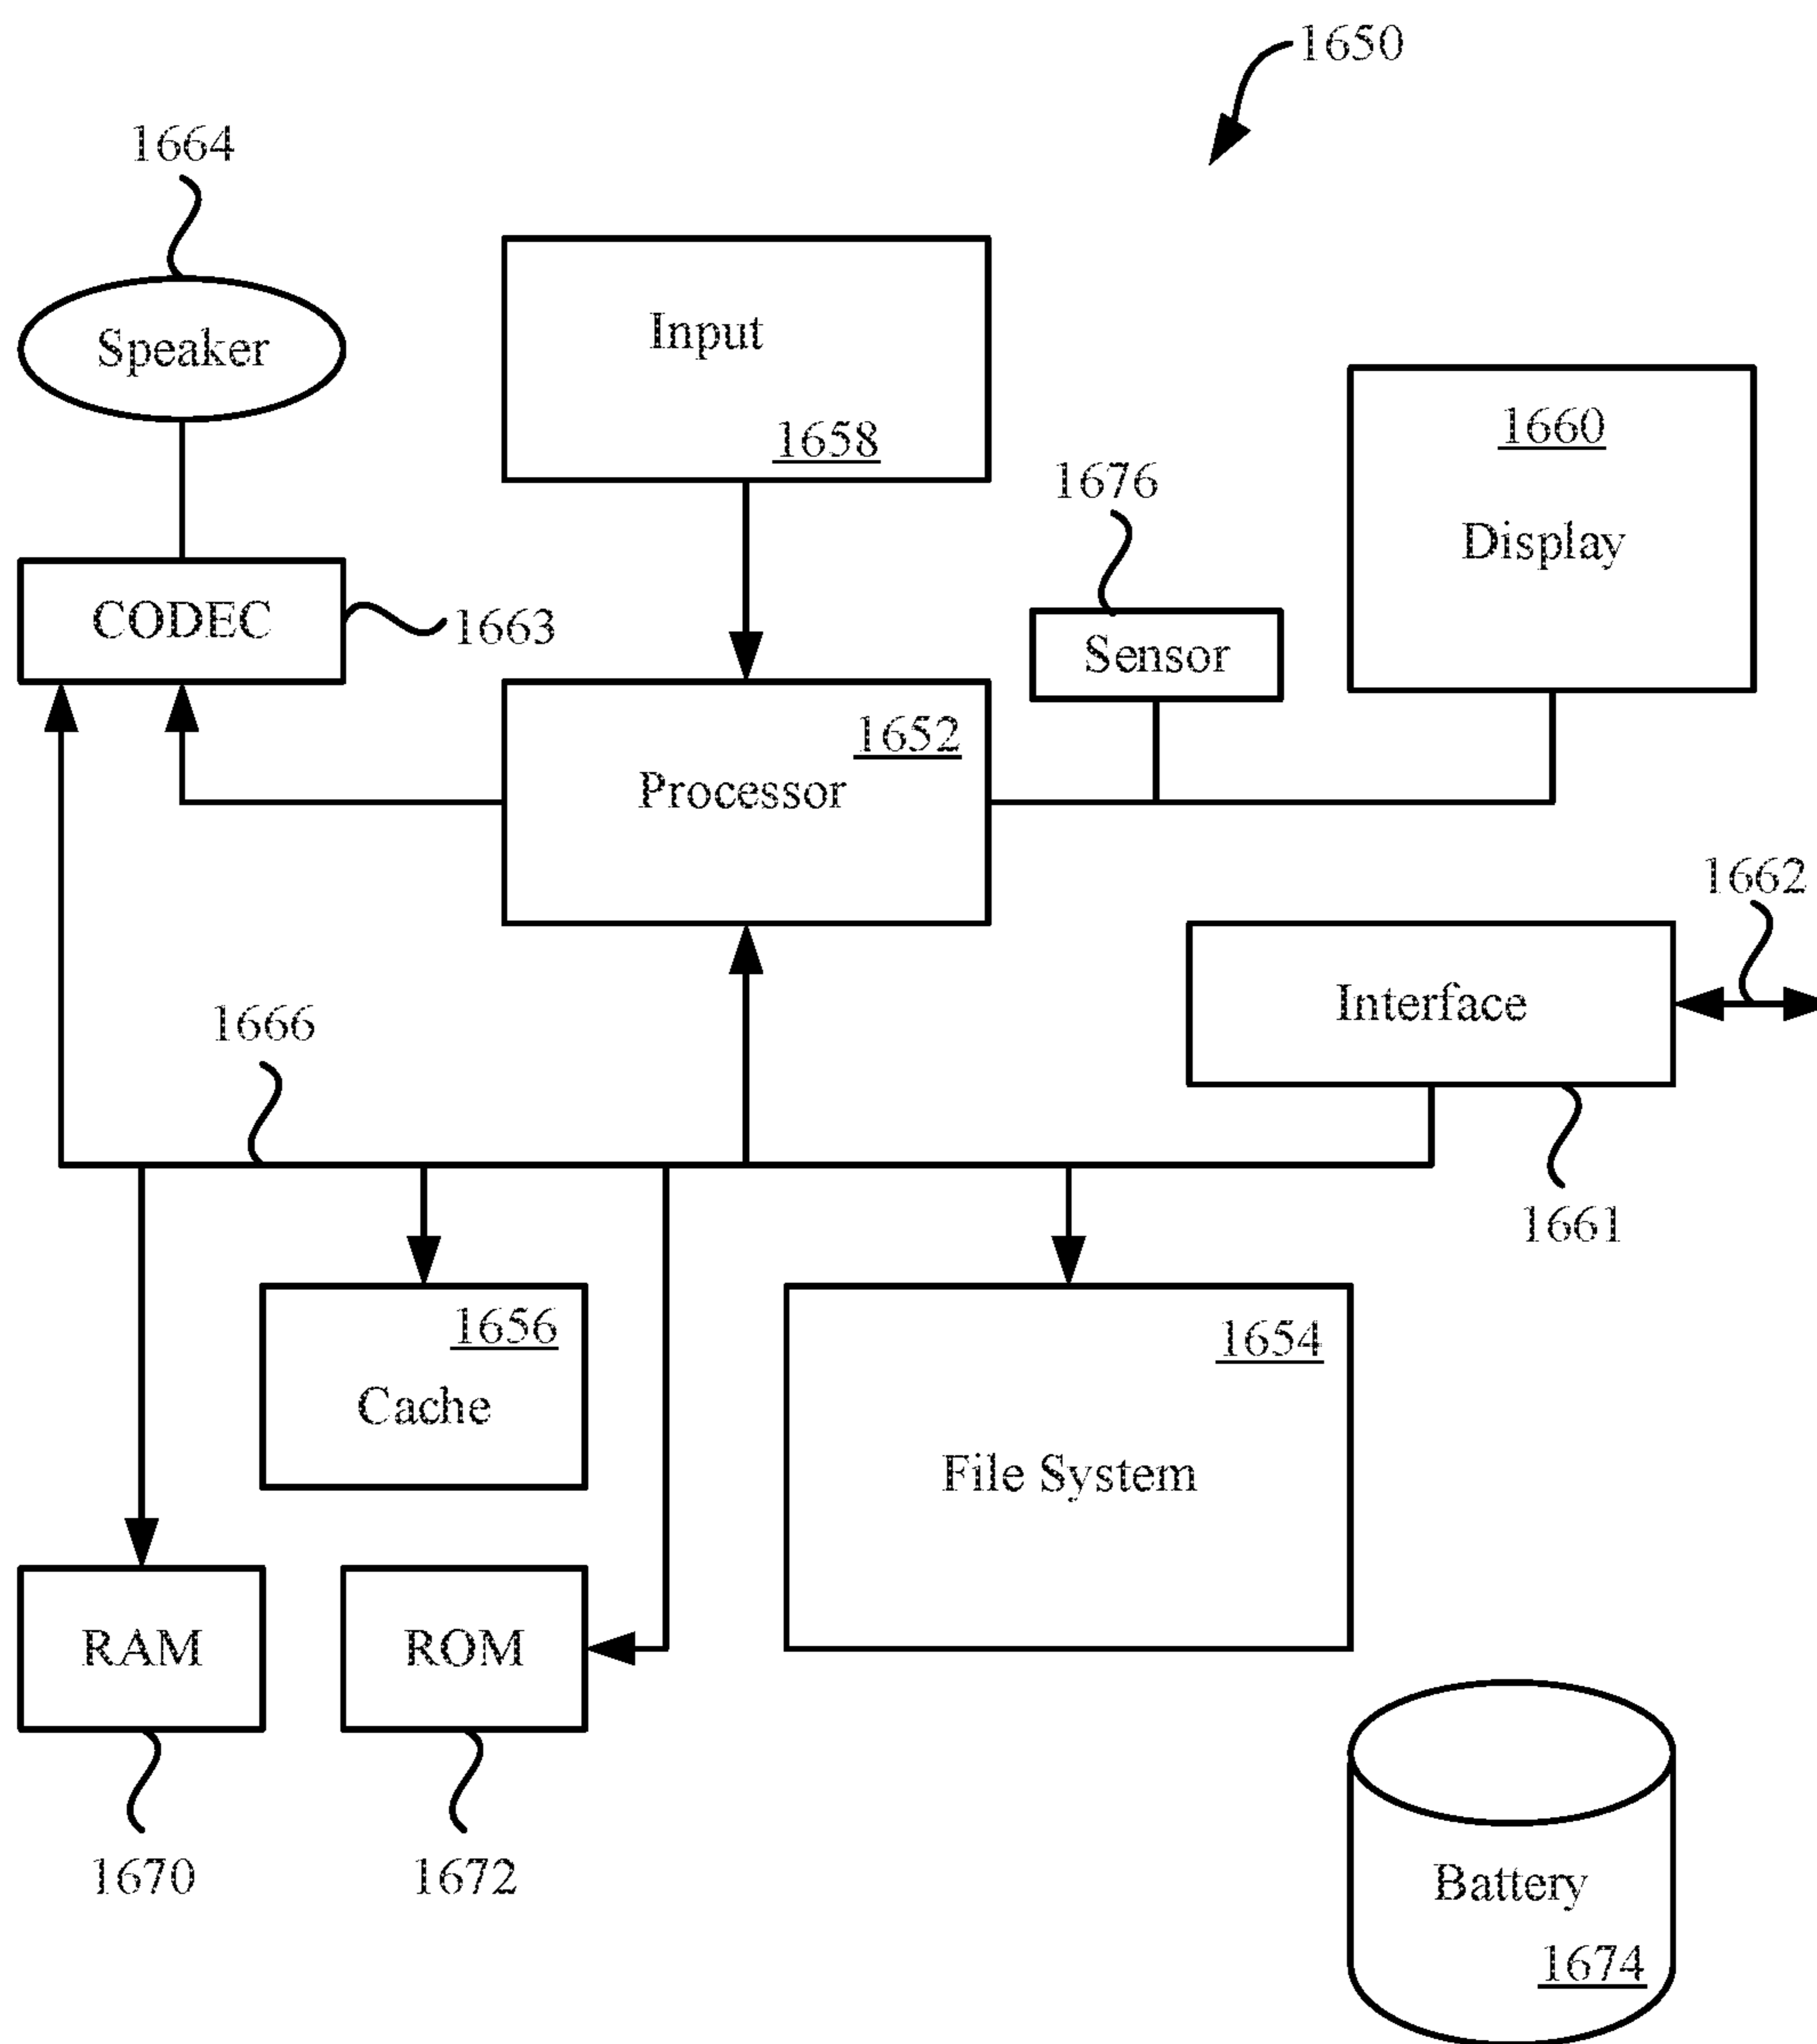 1650
1664
Speaker
Input
1658
1660
Display
1676
Sensor
CODEC
1663
1652
Processor
1662
Interface
1666
1661
1656
Cache
1654
File System
RAM
ROM
1670
1672
Battery
1674